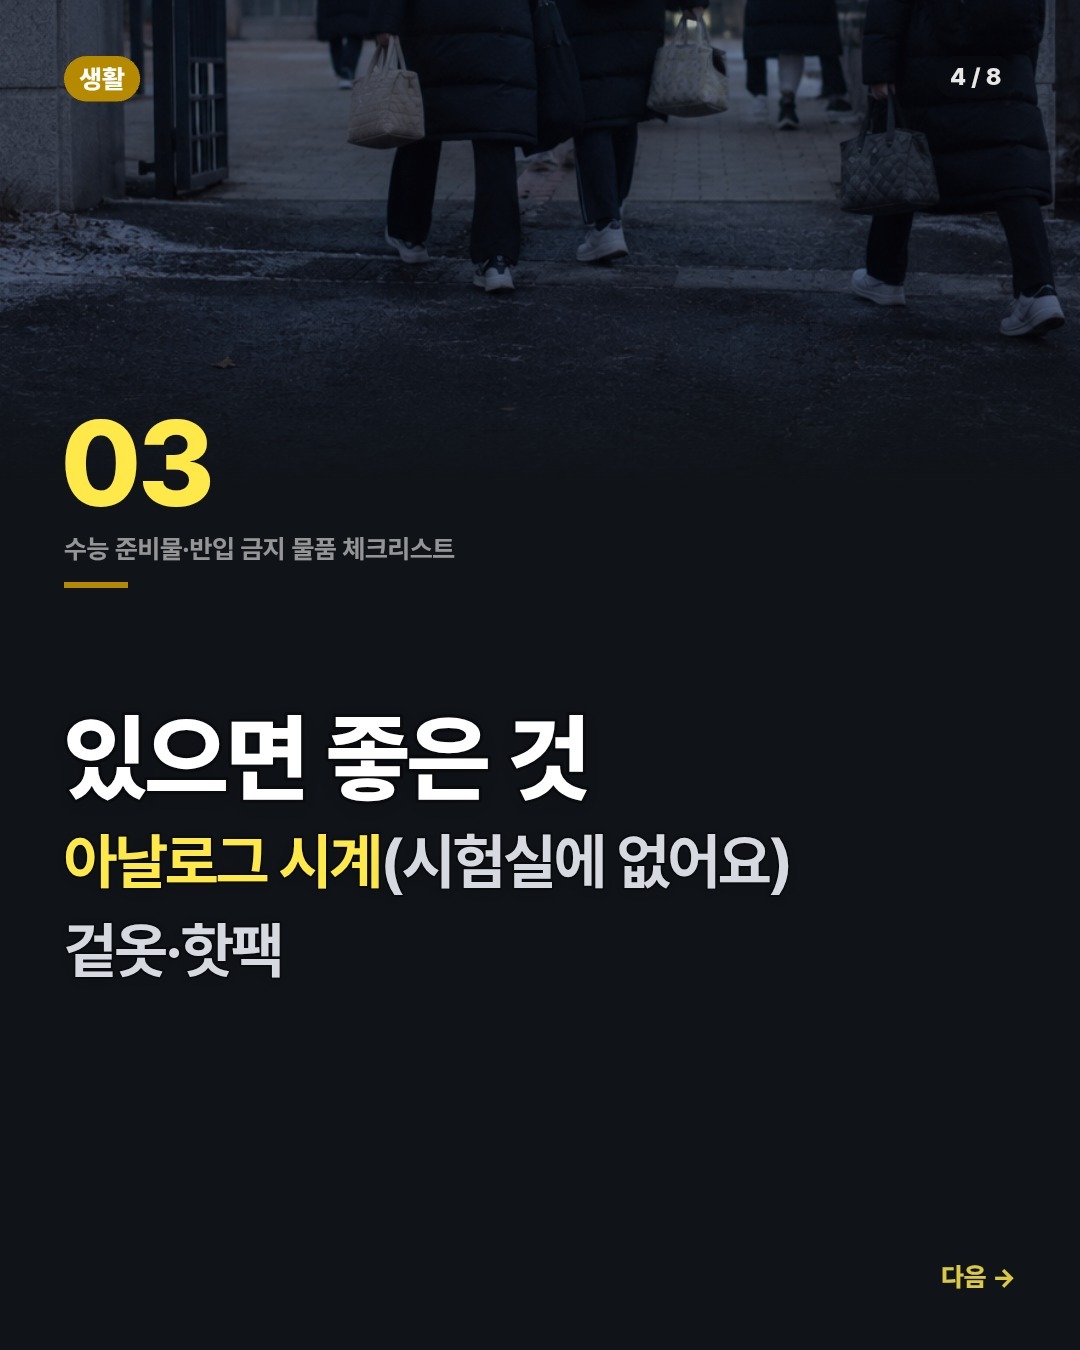 생활
4 / 8
03
수능 준비물·반입 금지 물품 체크리스트
있으면 좋은 것
아날로그 시계(시험실에 없어요)
겉옷·핫팩
다음 →